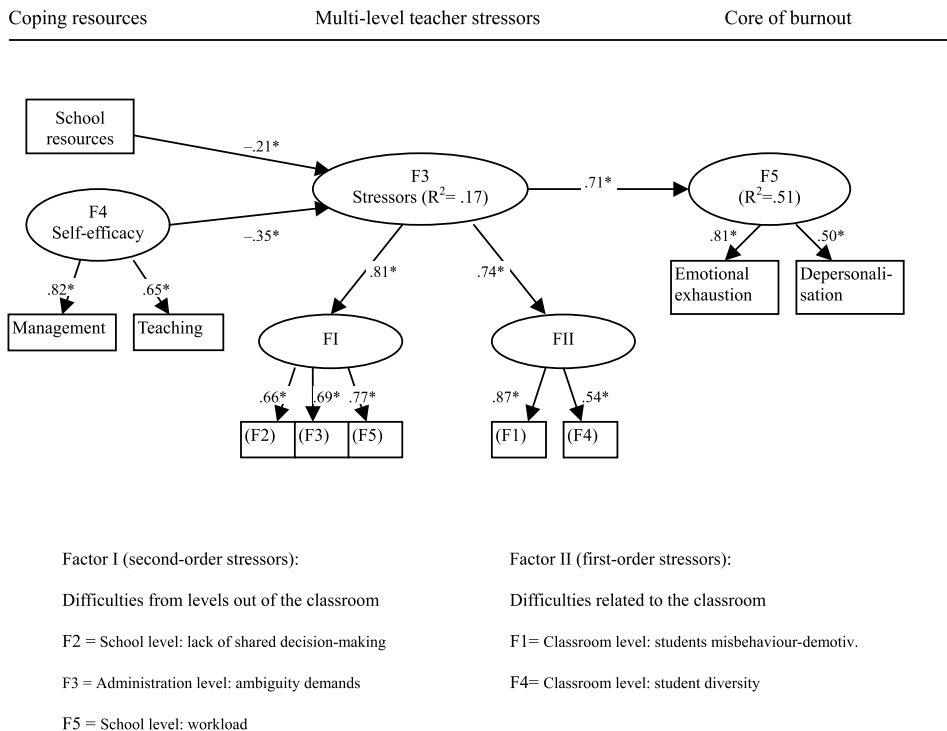 Coping resources
Multi-level teacher stressors
Core of burnout
School
resources
–.21*
F3
Stressors (R²= .17)
.71*
F5
(R²=.51)
F4
Self-efficacy
–.35*
.81*
.50*
Emotional
exhaustion
Depersonali-
sation
.82*
.65*
Management
Teaching
.81*
.74*
FI
FII
.66*
.69*
.77*
.87*
.54*
(F2)
(F3)
(F5)
(F1)
(F4)
Factor I (second-order stressors):
Difficulties from levels out of the classroom
F2 = School level: lack of shared decision-making
F3 = Administration level: ambiguity demands
F5 = School level: workload
Factor II (first-order stressors):
Difficulties related to the classroom
F1= Classroom level: students misbehaviour-demotiv.
F4= Classroom level: student diversity